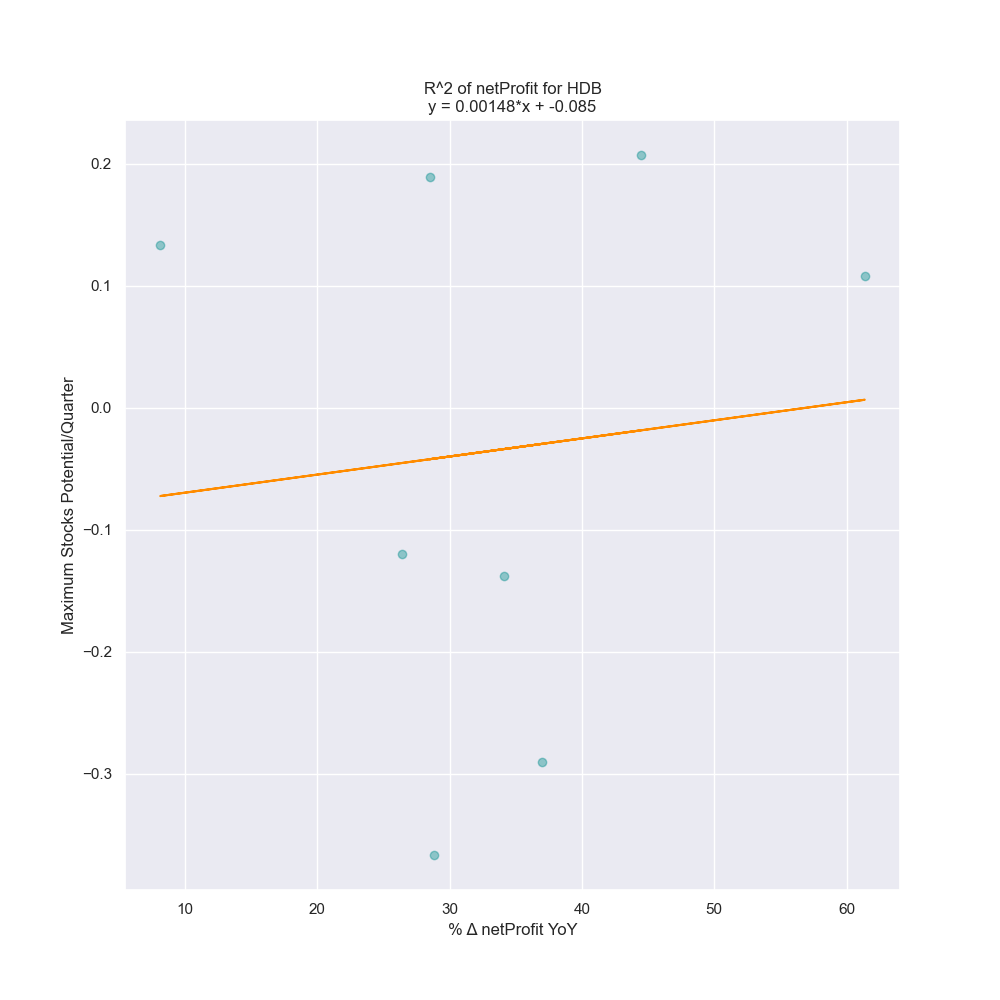 R^2 of netProfit for HDB
y = 0.00148*x + -0.085
0.2
0.1
0.0
−0.1
−0.2
−0.3
Maximum Stocks Potential/Quarter
10 20 30 40 50 60
% Δ netProfit YoY